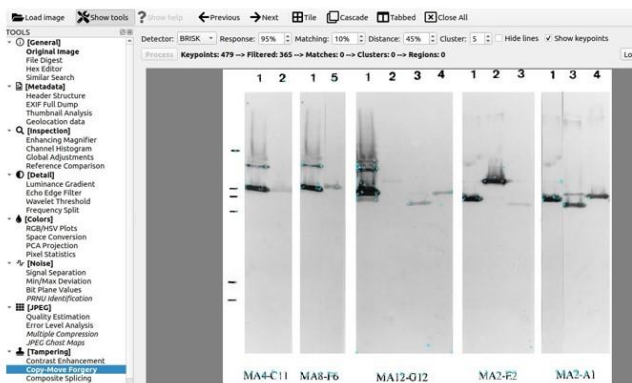 Load image Show tools Show help Previous Next Tile Cascade Tabbed Close All
TOOLS
[General]
Original Image
File Digest
Hex Editor
Similar Search
[Metadata]
Header Structure
EXIF Full Dump
Thumbnail Analysis
Geolocation data
[Inspection]
Enhancing Magnifier
Channel Histogram
Global Adjustments
Reference Comparison
[Detail]
Luminance Gradient
Echo Edge Filter
Wavelet Threshold
Frequency Split
[Colors]
RGB/HSV Plots
Space Conversion
PCA Projection
Pixel Statistics
[Noise]
Signal Separation
Min/Max Deviation
Bit Plane Values
PRNU Identification
[JPEG]
Quality Estimation
Error Level Analysis
Multiple Compression
JPEG Ghost Maps
[Tampering]
Contrast Enhancement
Copy-Move Forgery
Composite Splicing
Detector: BRISK Response: 95% Matching: 10% Distance: 45% Cluster: 5 Hide lines Show keypoints
Process Keypoints: 479 --> Filtered: 365 --> Matches: 0 --> Clusters: 0 --> Regions: 0 Lo
1 2 1 5 1 2 3 4 1 2 3 1 3 4
MA4-C11 MA8-F6 MA12-G12 MA2-F2 MA2-A1